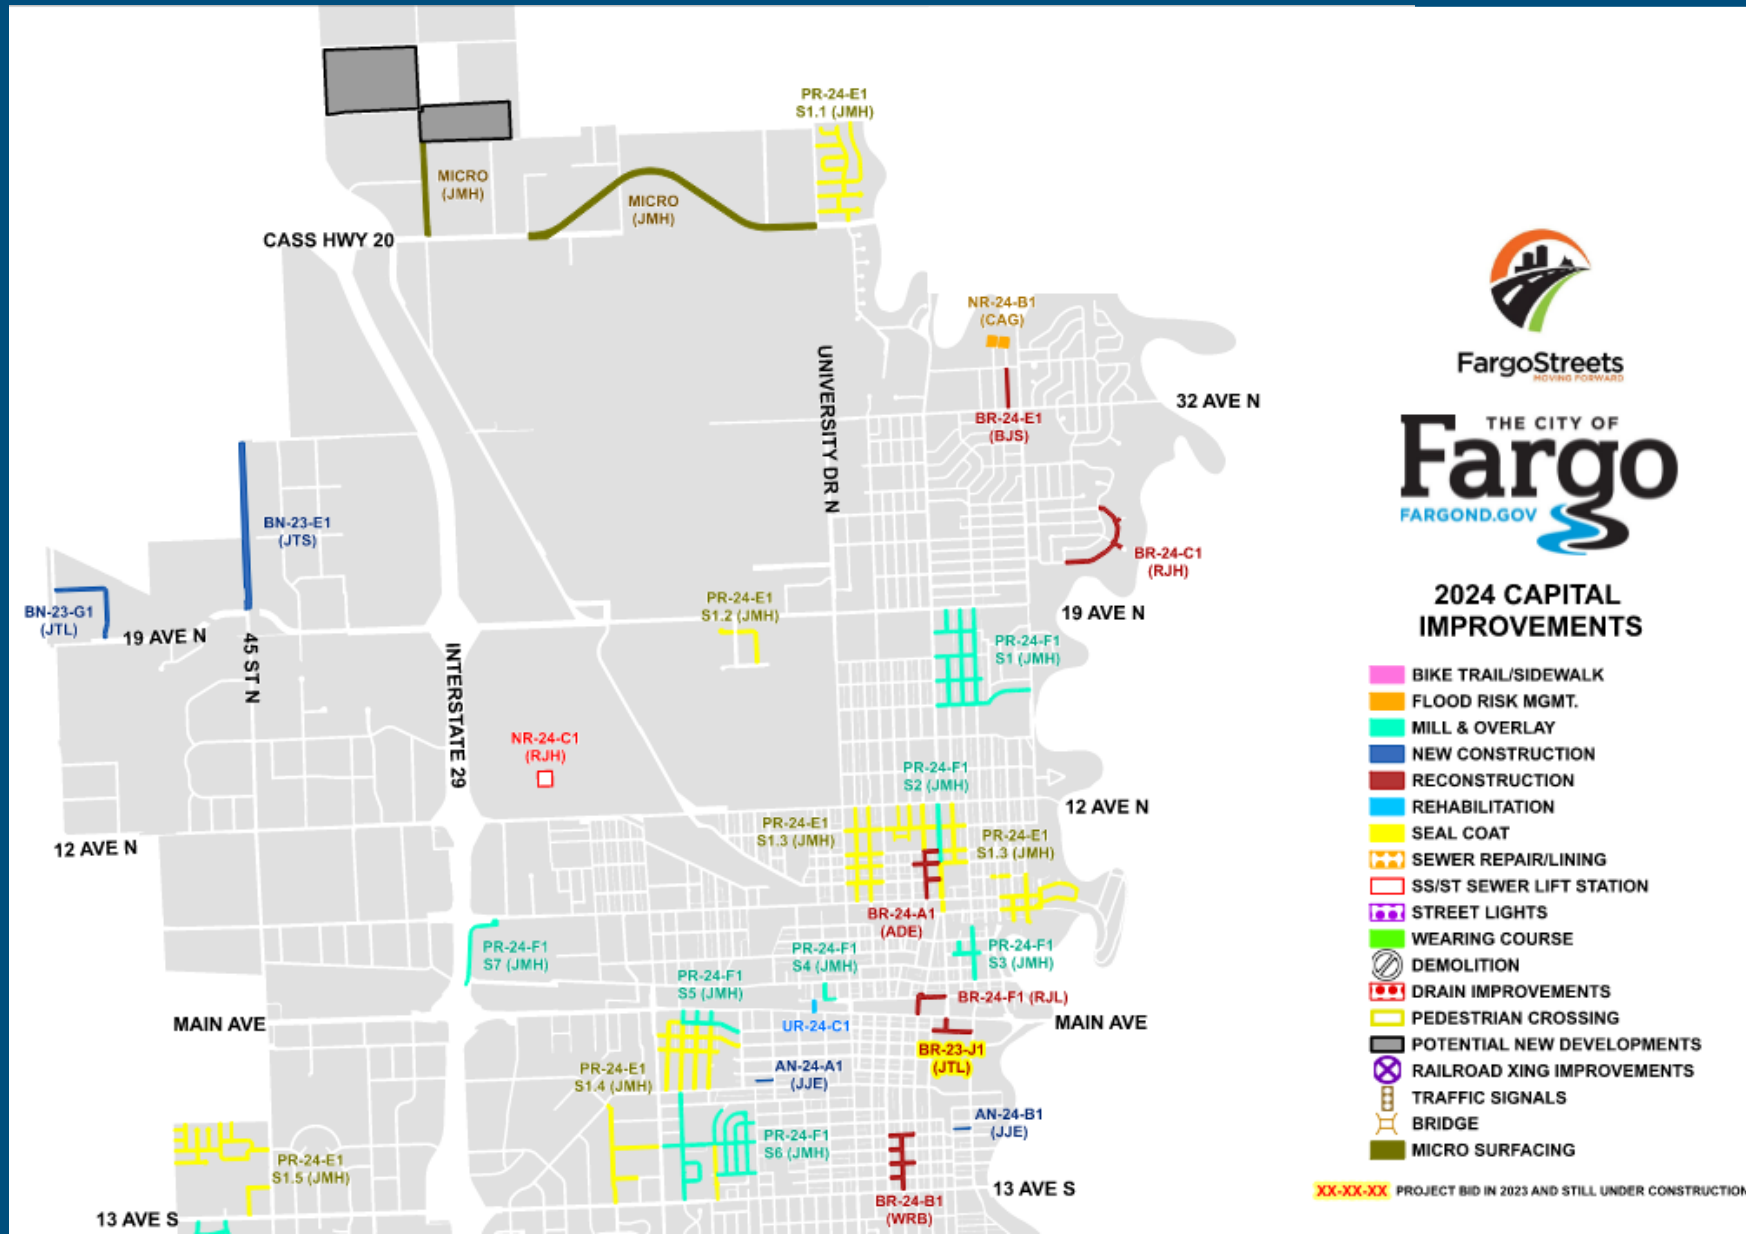 PR-24-E1
S1.1 (JMH)
MICRO
(JMH)
MICRO
(JMH)
CASS HWY 20
NR-24-B1
(CAG)
UNIVERSITY DR N
32 AVE N
BR-24-E1
(BJS)
BN-23-E1
(JTS)
BR-24-C1
(RJH)
BN-23-G1
(JTL)
19 AVE N
45 ST N
INTERSTATE 29
PR-24-E1
S1.2 (JMH)
19 AVE N
PR-24-F1
S1 (JMH)
NR-24-C1
(RJH)
PR-24-F1
S2 (JMH)
12 AVE N
12 AVE N
PR-24-E1
S1.3 (JMH)
PR-24-E1
S1.3 (JMH)
BR-24-A1
(ADE)
PR-24-F1
S7 (JMH)
PR-24-F1
S4 (JMH)
PR-24-F1
S3 (JMH)
PR-24-F1
S5 (JMH)
BR-24-F1 (RJL)
MAIN AVE
UR-24-C1
MAIN AVE
BR-23-J1
(JTL)
PR-24-E1
S1.4 (JMH)
AN-24-A1
(JJE)
AN-24-B1
(JJE)
PR-24-F1
S6 (JMH)
PR-24-E1
S1.5 (JMH)
BR-24-B1
(WRB)
13 AVE S
13 AVE S
FargoStreets
MOVING FORWARD
THE CITY OF
Fargo
FARGOND.GOV
2024 CAPITAL
IMPROVEMENTS
BIKE TRAIL/SIDEWALK
FLOOD RISK MGMT.
MILL & OVERLAY
NEW CONSTRUCTION
RECONSTRUCTION
REHABILITATION
SEAL COAT
SEWER REPAIR/LINING
SS/ST SEWER LIFT STATION
STREET LIGHTS
WEARING COURSE
DEMOLITION
DRAIN IMPROVEMENTS
PEDESTRIAN CROSSING
POTENTIAL NEW DEVELOPMENTS
RAILROAD XING IMPROVEMENTS
TRAFFIC SIGNALS
BRIDGE
MICRO SURFACING
XX-XX-XX PROJECT BID IN 2023 AND STILL UNDER CONSTRUCTION